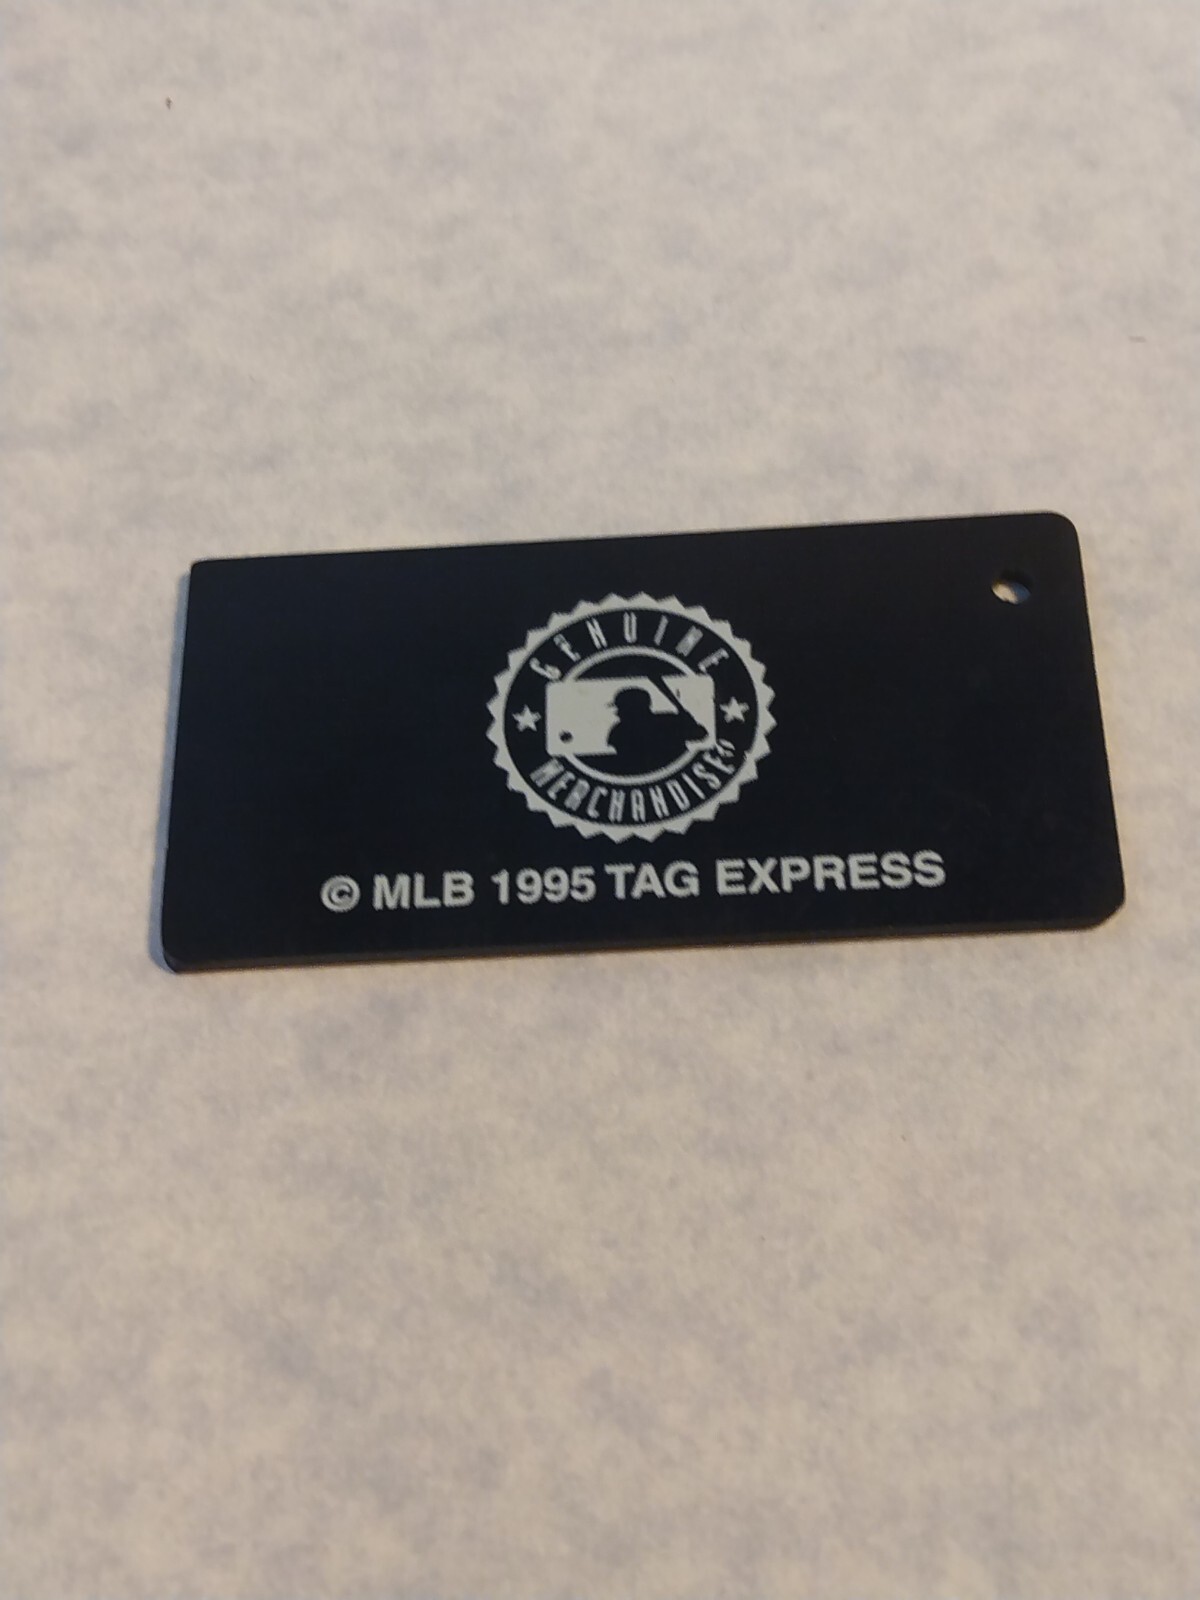 GENUINE
MERCHANDISE
© MLB 1995 TAG EXPRESS